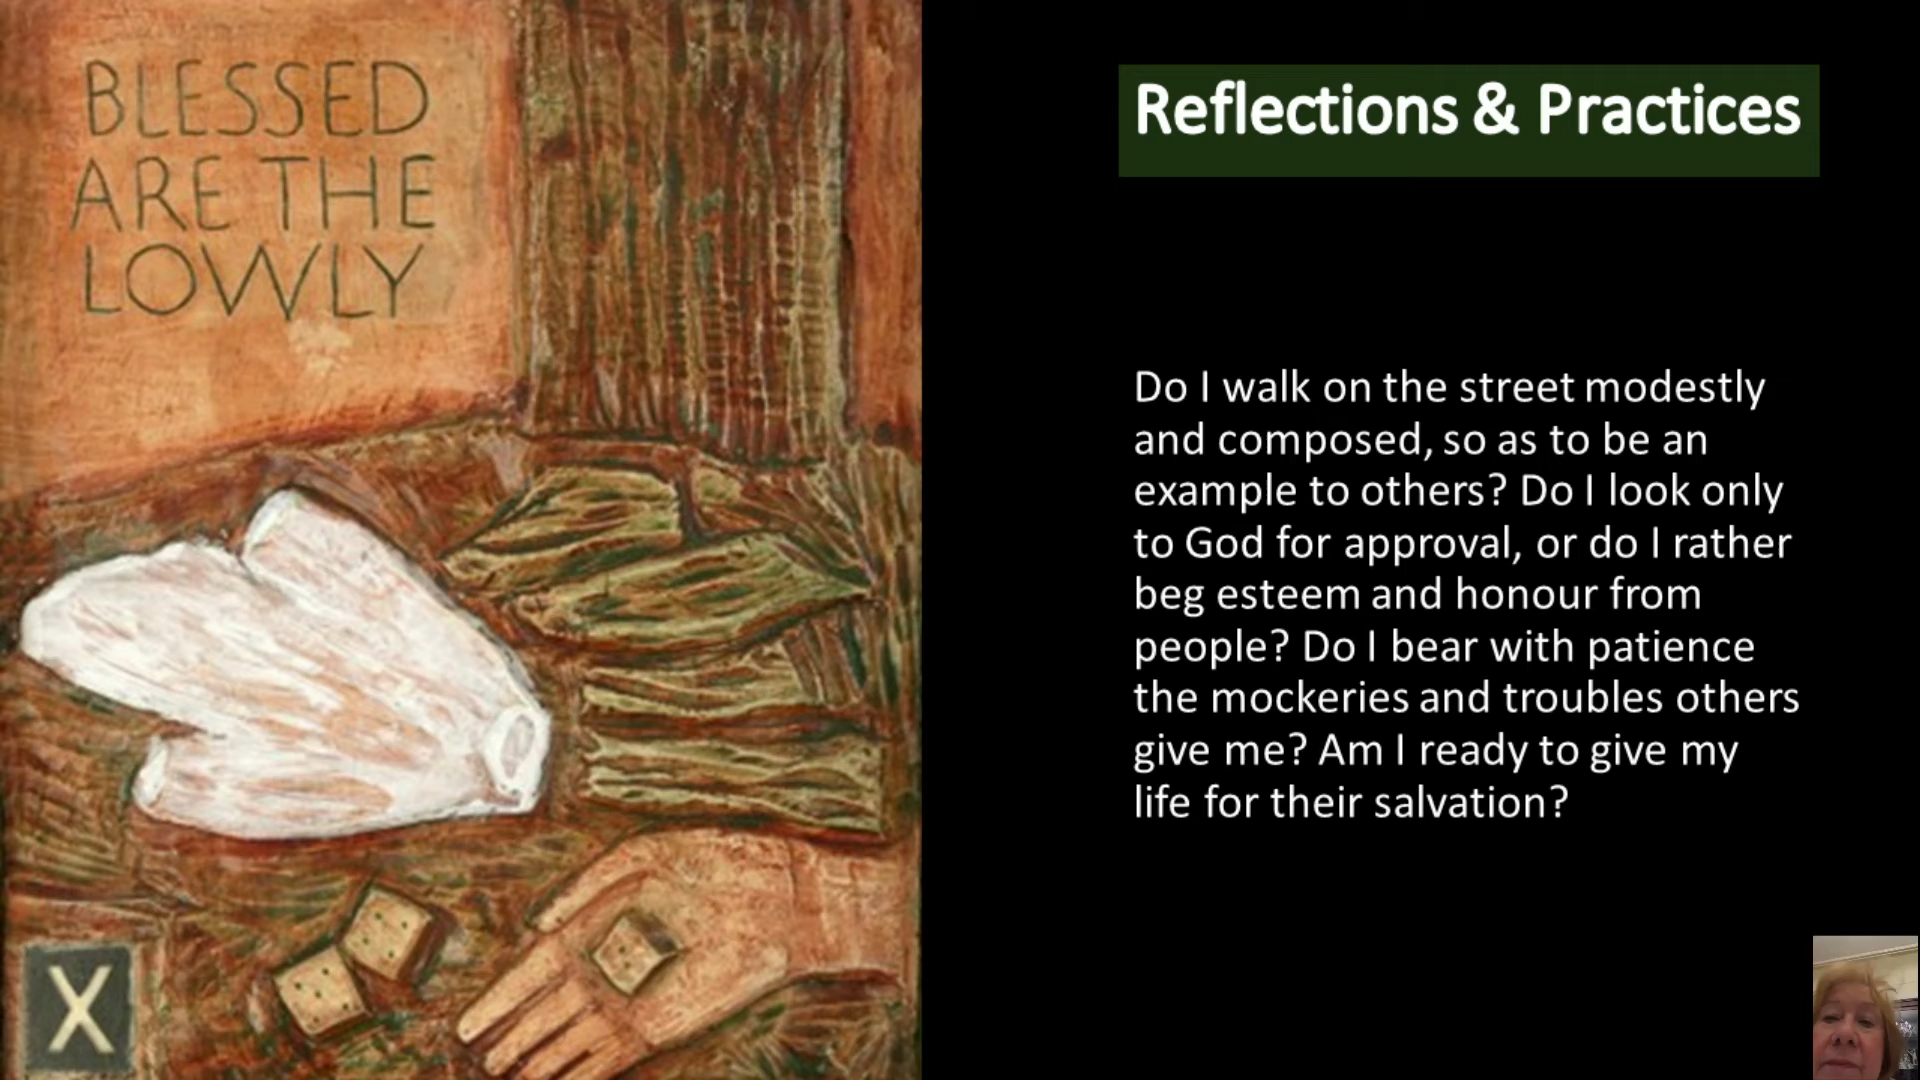 BLESSED
ARE THE
LOWLY
X
Reflections & Practices
Do I walk on the street modestly
and composed, so as to be an
example to others? Do I look only
to God for approval, or do I rather
beg esteem and honour from
people? Do I bear with patience
the mockeries and troubles others
give me? Am I ready to give my
life for their salvation?